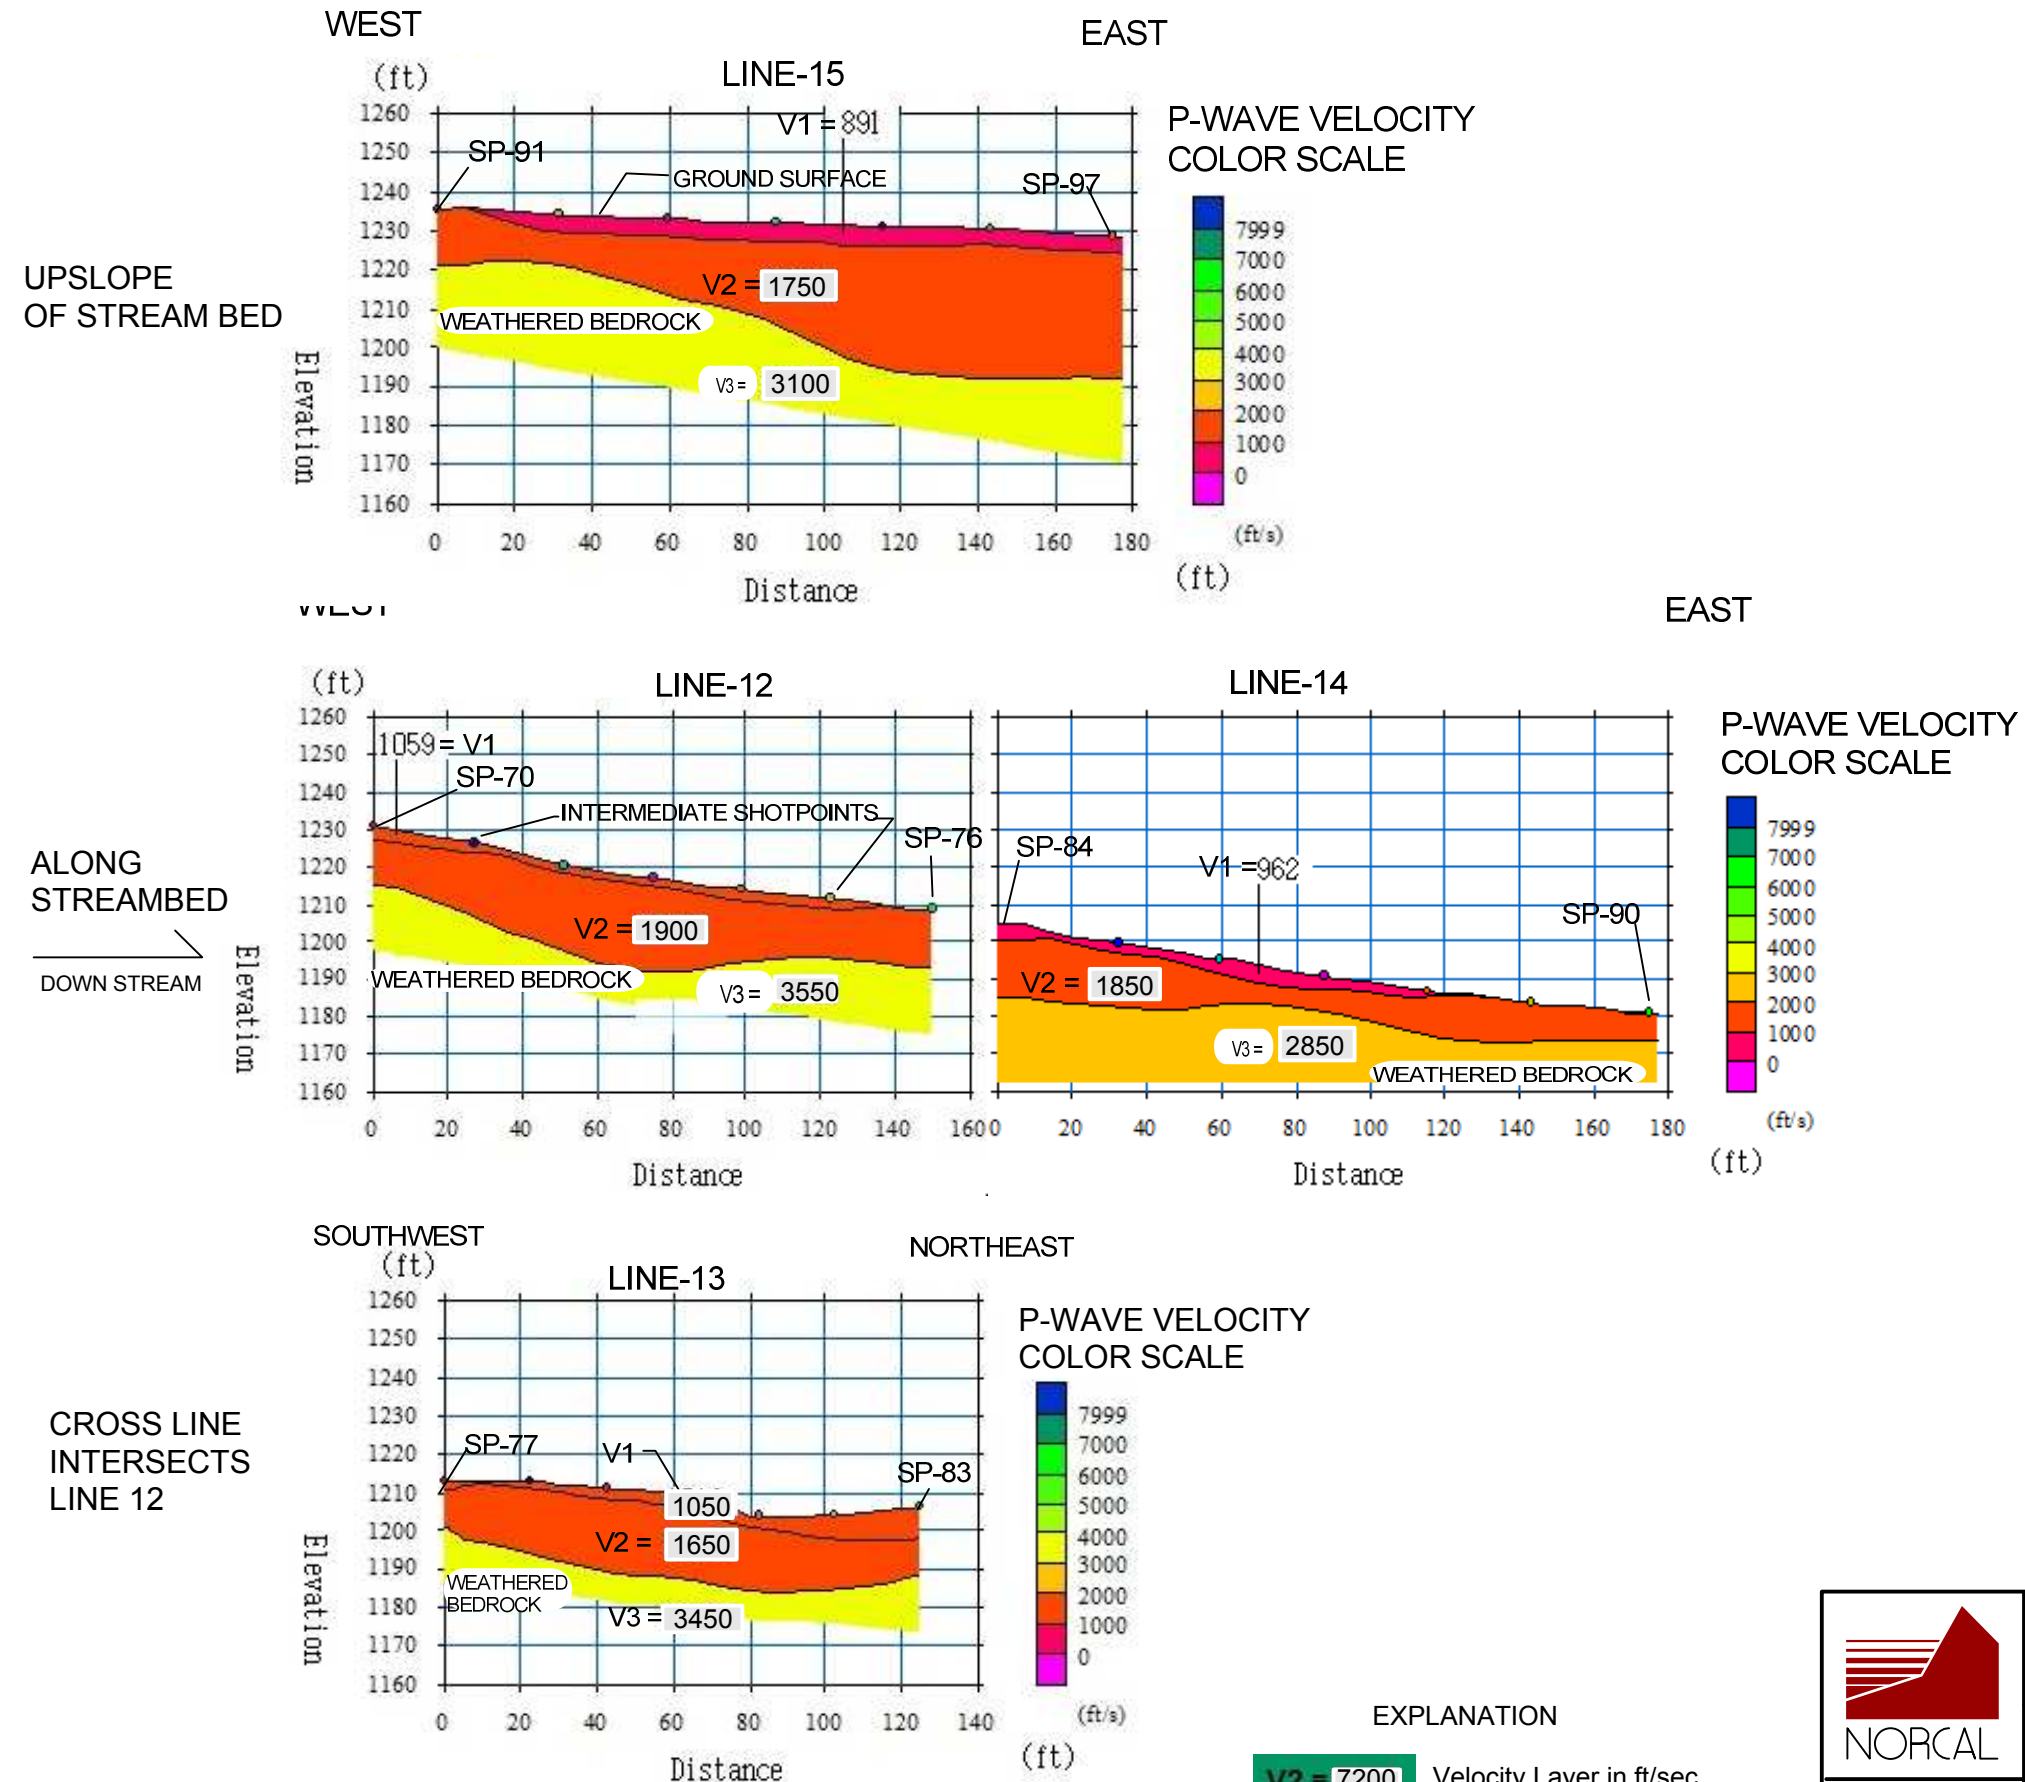 WEST
EAST
(ft)
LINE-15
1260
1250
1240
1230
1220
1210
1200
1190
1180
1170
1160
Elevation
SP-91
V1 = 891
GROUND SURFACE
SP-97
V2 = 1750
WEATHERED BEDROCK
V3 = 3100
0 20 40 60 80 100 120 140 160 180
(ft)
Distance
P-WAVE VELOCITY
COLOR SCALE
7999
7000
6000
5000
4000
3000
2000
1000
0
(ft/s)
UPSLOPE
OF STREAM BED
WEST
EAST
(ft)
LINE-12
LINE-14
1260
1250
1240
1230
1220
1210
1200
1190
1180
1170
1160
Elevation
1059 = V1
SP-70
INTERMEDIATE SHOTPOINTS
SP-76
V2 = 1900
WEATHERED BEDROCK
V3 = 3550
0 20 40 60 80 100 120 140 160
Distance
SP-84
V1 =962
SP-90
V2 = 1850
V3 = 2850
WEATHERED BEDROCK
0 20 40 60 80 100 120 140 160 180
(ft)
Distance
P-WAVE VELOCITY
COLOR SCALE
7999
7000
6000
5000
4000
3000
2000
1000
0
(ft/s)
ALONG
STREAMBED
DOWN STREAM
SOUTHWEST
NORTHEAST
(ft)
LINE-13
1260
1250
1240
1230
1220
1210
1200
1190
1180
1170
1160
Elevation
SP-77
V1
1050
SP-83
V2 = 1650
WEATHERED
BEDROCK
V3 = 3450
0 20 40 60 80 100 120 140
(ft)
Distance
P-WAVE VELOCITY
COLOR SCALE
7999
7000
6000
5000
4000
3000
2000
1000
0
(ft/s)
CROSS LINE
INTERSECTS
LINE 12
EXPLANATION
V2 = 7200 Velocity Layer in ft/sec
NORCAL